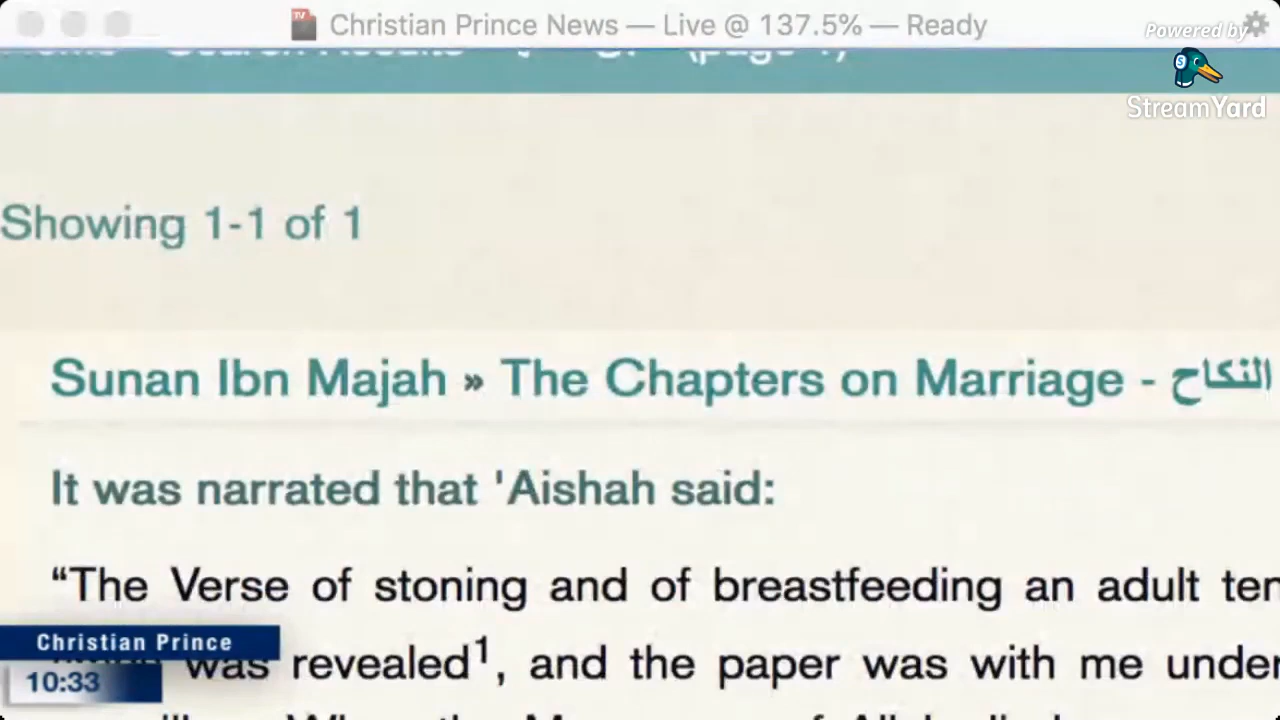 Christian Prince News — Live @ 137.5% — Ready
Powered by
StreamYard
Showing 1-1 of 1
Sunan Ibn Majah » The Chapters on Marriage - النكاح
It was narrated that 'Aishah said:
“The Verse of stoning and of breastfeeding an adult ten
Christian Prince
was revealed1, and the paper was with me under
10:33